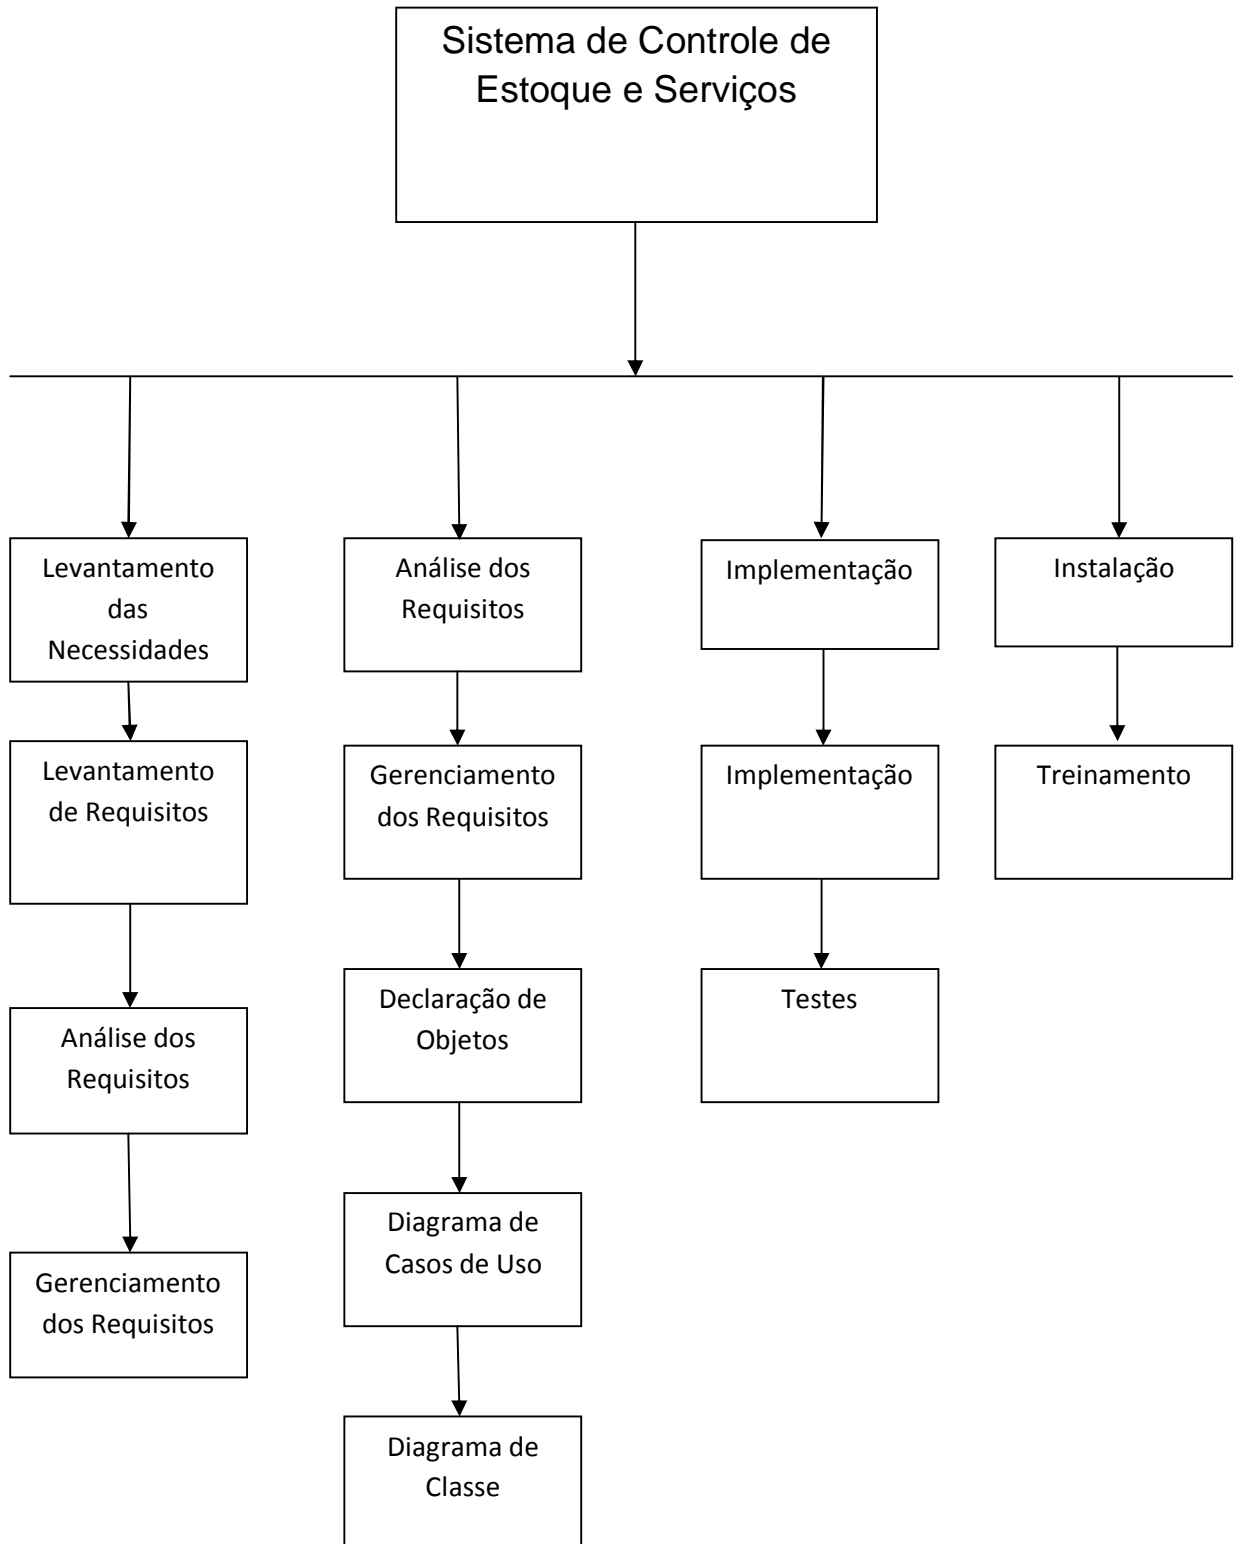 Sistema de Controle de
Estoque e Serviços
Levantamento
das
Necessidades
Levantamento
de Requisitos
Análise dos
Requisitos
Gerenciamento
dos Requisitos
Análise dos
Requisitos
Gerenciamento
dos Requisitos
Declaração de
Objetos
Diagrama de
Casos de Uso
Diagrama de
Classe
Implementação
Implementação
Testes
Instalação
Treinamento